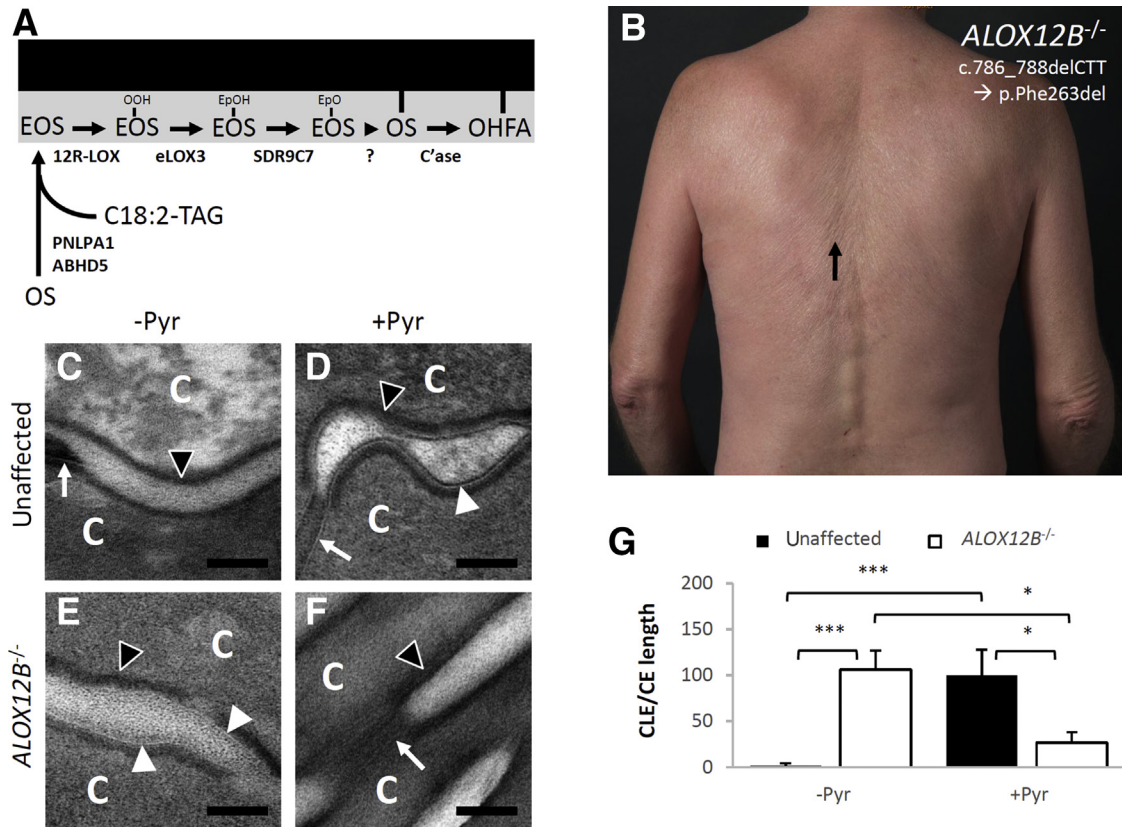 A
OOH EpOH EpO
EOS EOS EOS EOS OS OHFA
12R-LOX eLOX3 SDR9C7 ? C'ase
C18:2-TAG
PNLPA1
ABHD5
OS
B
ALOX12B-/-
c.786_788delCTT
→ p.Phe263del
-Pyr +Pyr
Unaffected
C C C
D C C
ALOX12B-/-
E C C
F C C
G
Unaffected ALOX12B-/-
CLE/CE length
200
150
100
50
0
*** *
*** *
-Pyr +Pyr